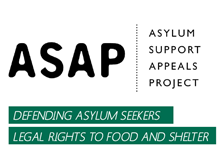 ASAP
ASYLUM
SUPPORT
APPEALS
PROJECT
DEFENDING ASYLUM SEEKERS
LEGAL RIGHTS TO FOOD AND SHELTER